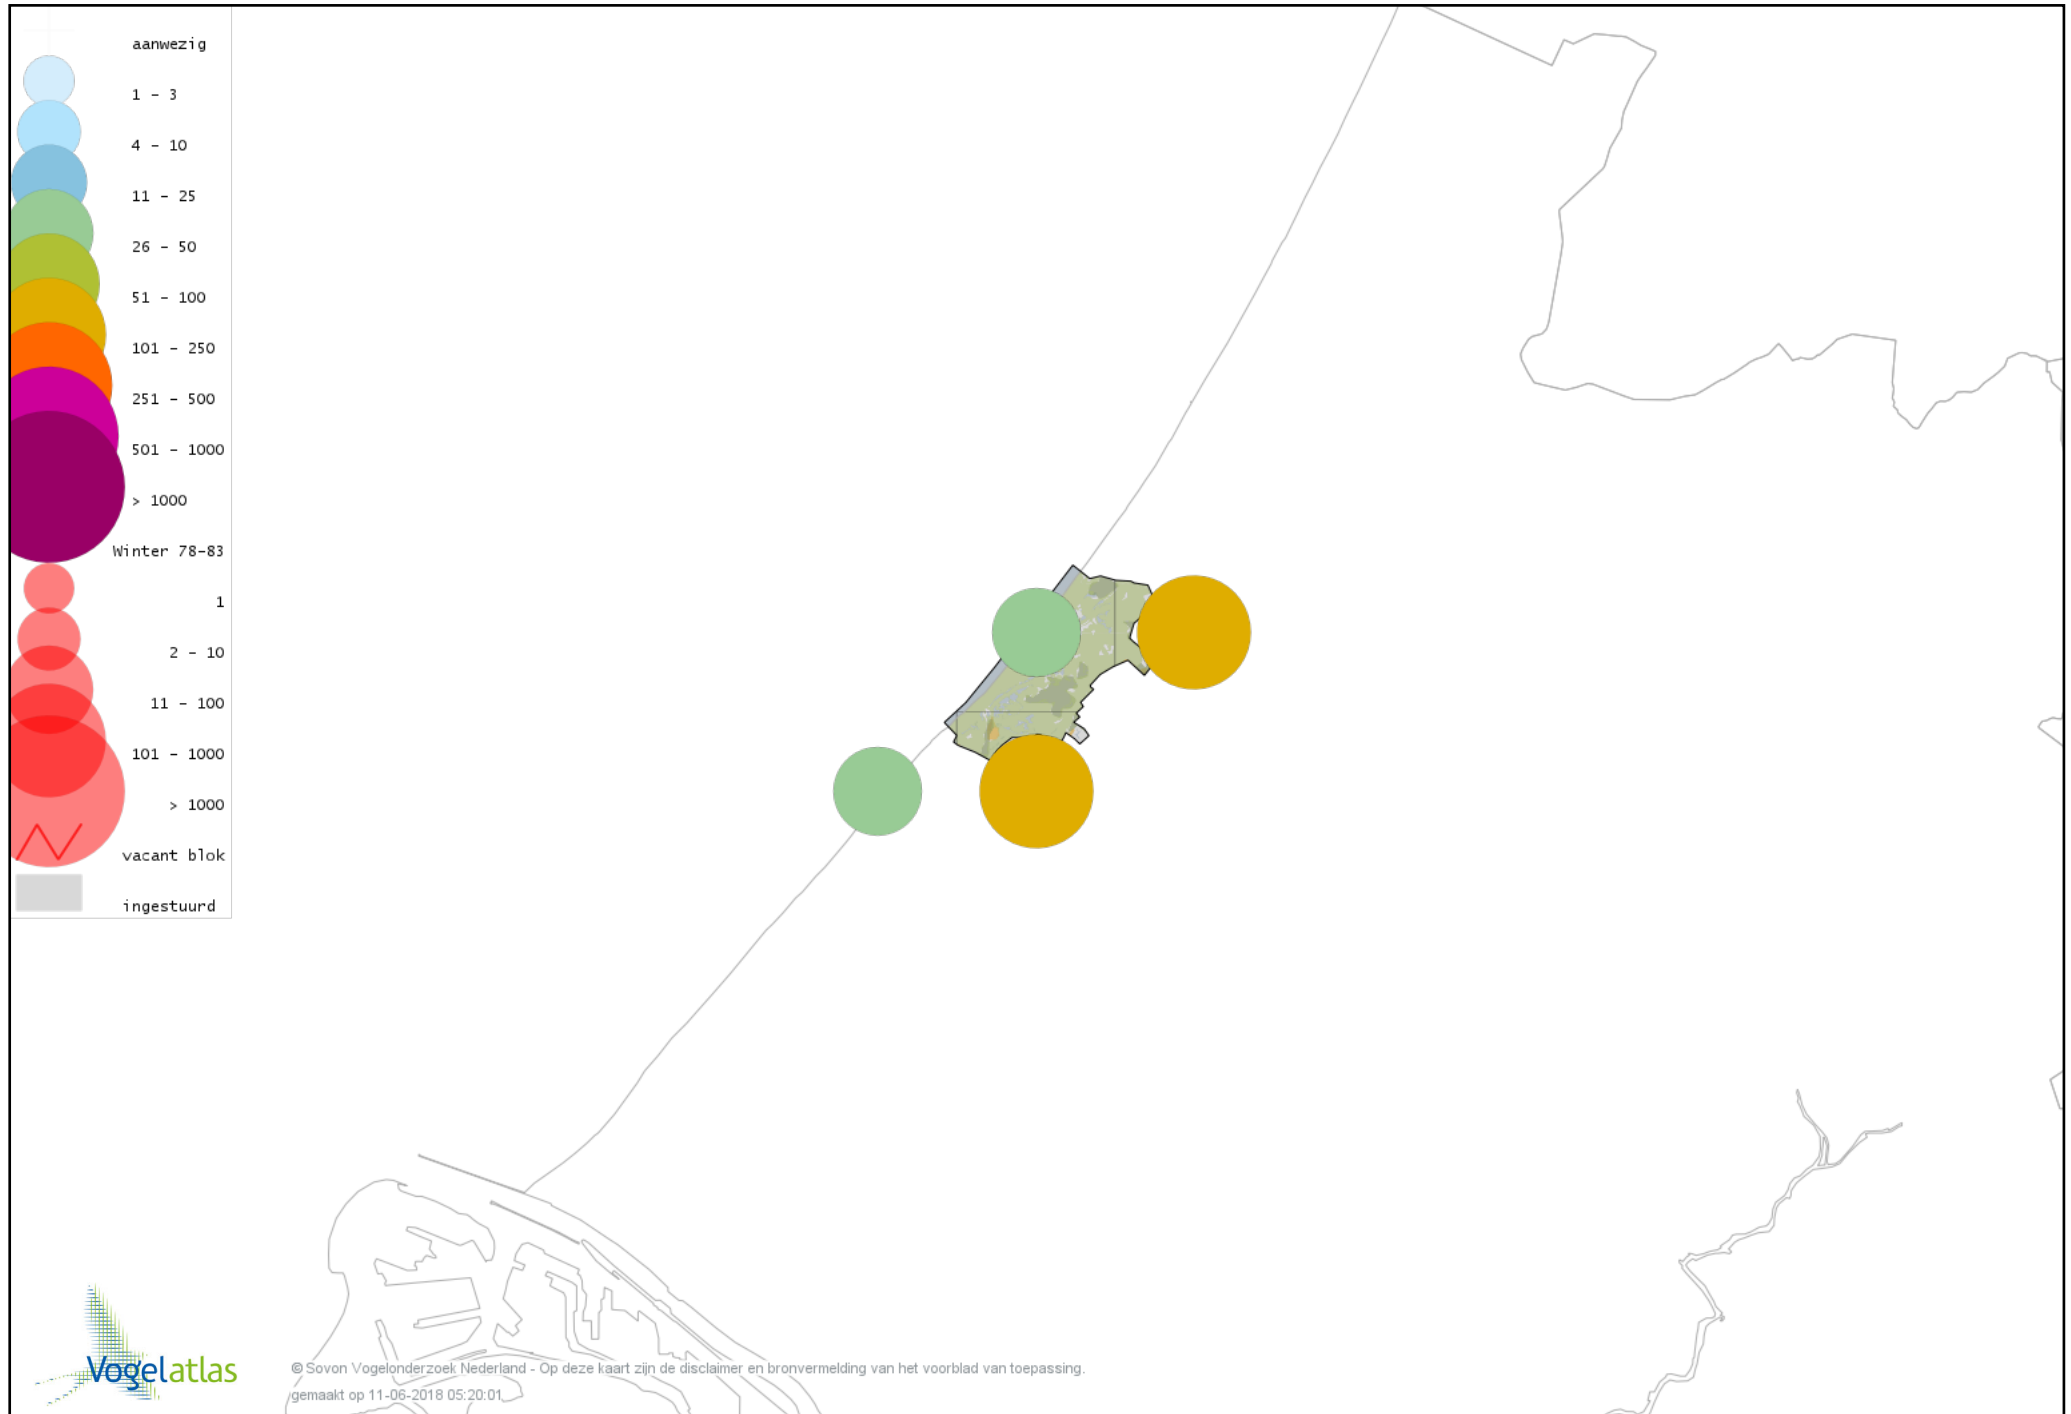 aanwezig
1 - 3
4 - 10
11 - 25
26 - 50
51 - 100
101 - 250
251 - 500
501 - 1000
> 1000
Winter 78-83
1
2 - 10
11 - 100
101 - 1000
> 1000
vacant blok
ingestuurd
Vogelatlas
© Sovon Vogelonderzoek Nederland - Op deze kaart zijn de disclaimer en bronvermelding van het voorblad van toepassing.
gemaakt op 11-06-2018 05:20:01